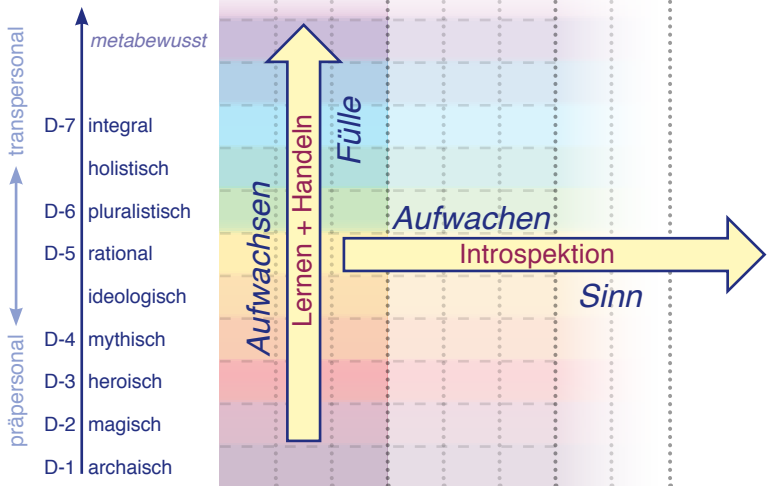 transpersonal
präpersonal
metabewusst
D-7 integral
holistisch
D-6 pluralistisch
D-5 rational
ideologisch
D-4 mythisch
D-3 heroisch
D-2 magisch
D-1 archaisch
Aufwachsen
Lernen + Handeln
Fülle
Aufwachen
Introspektion
Sinn